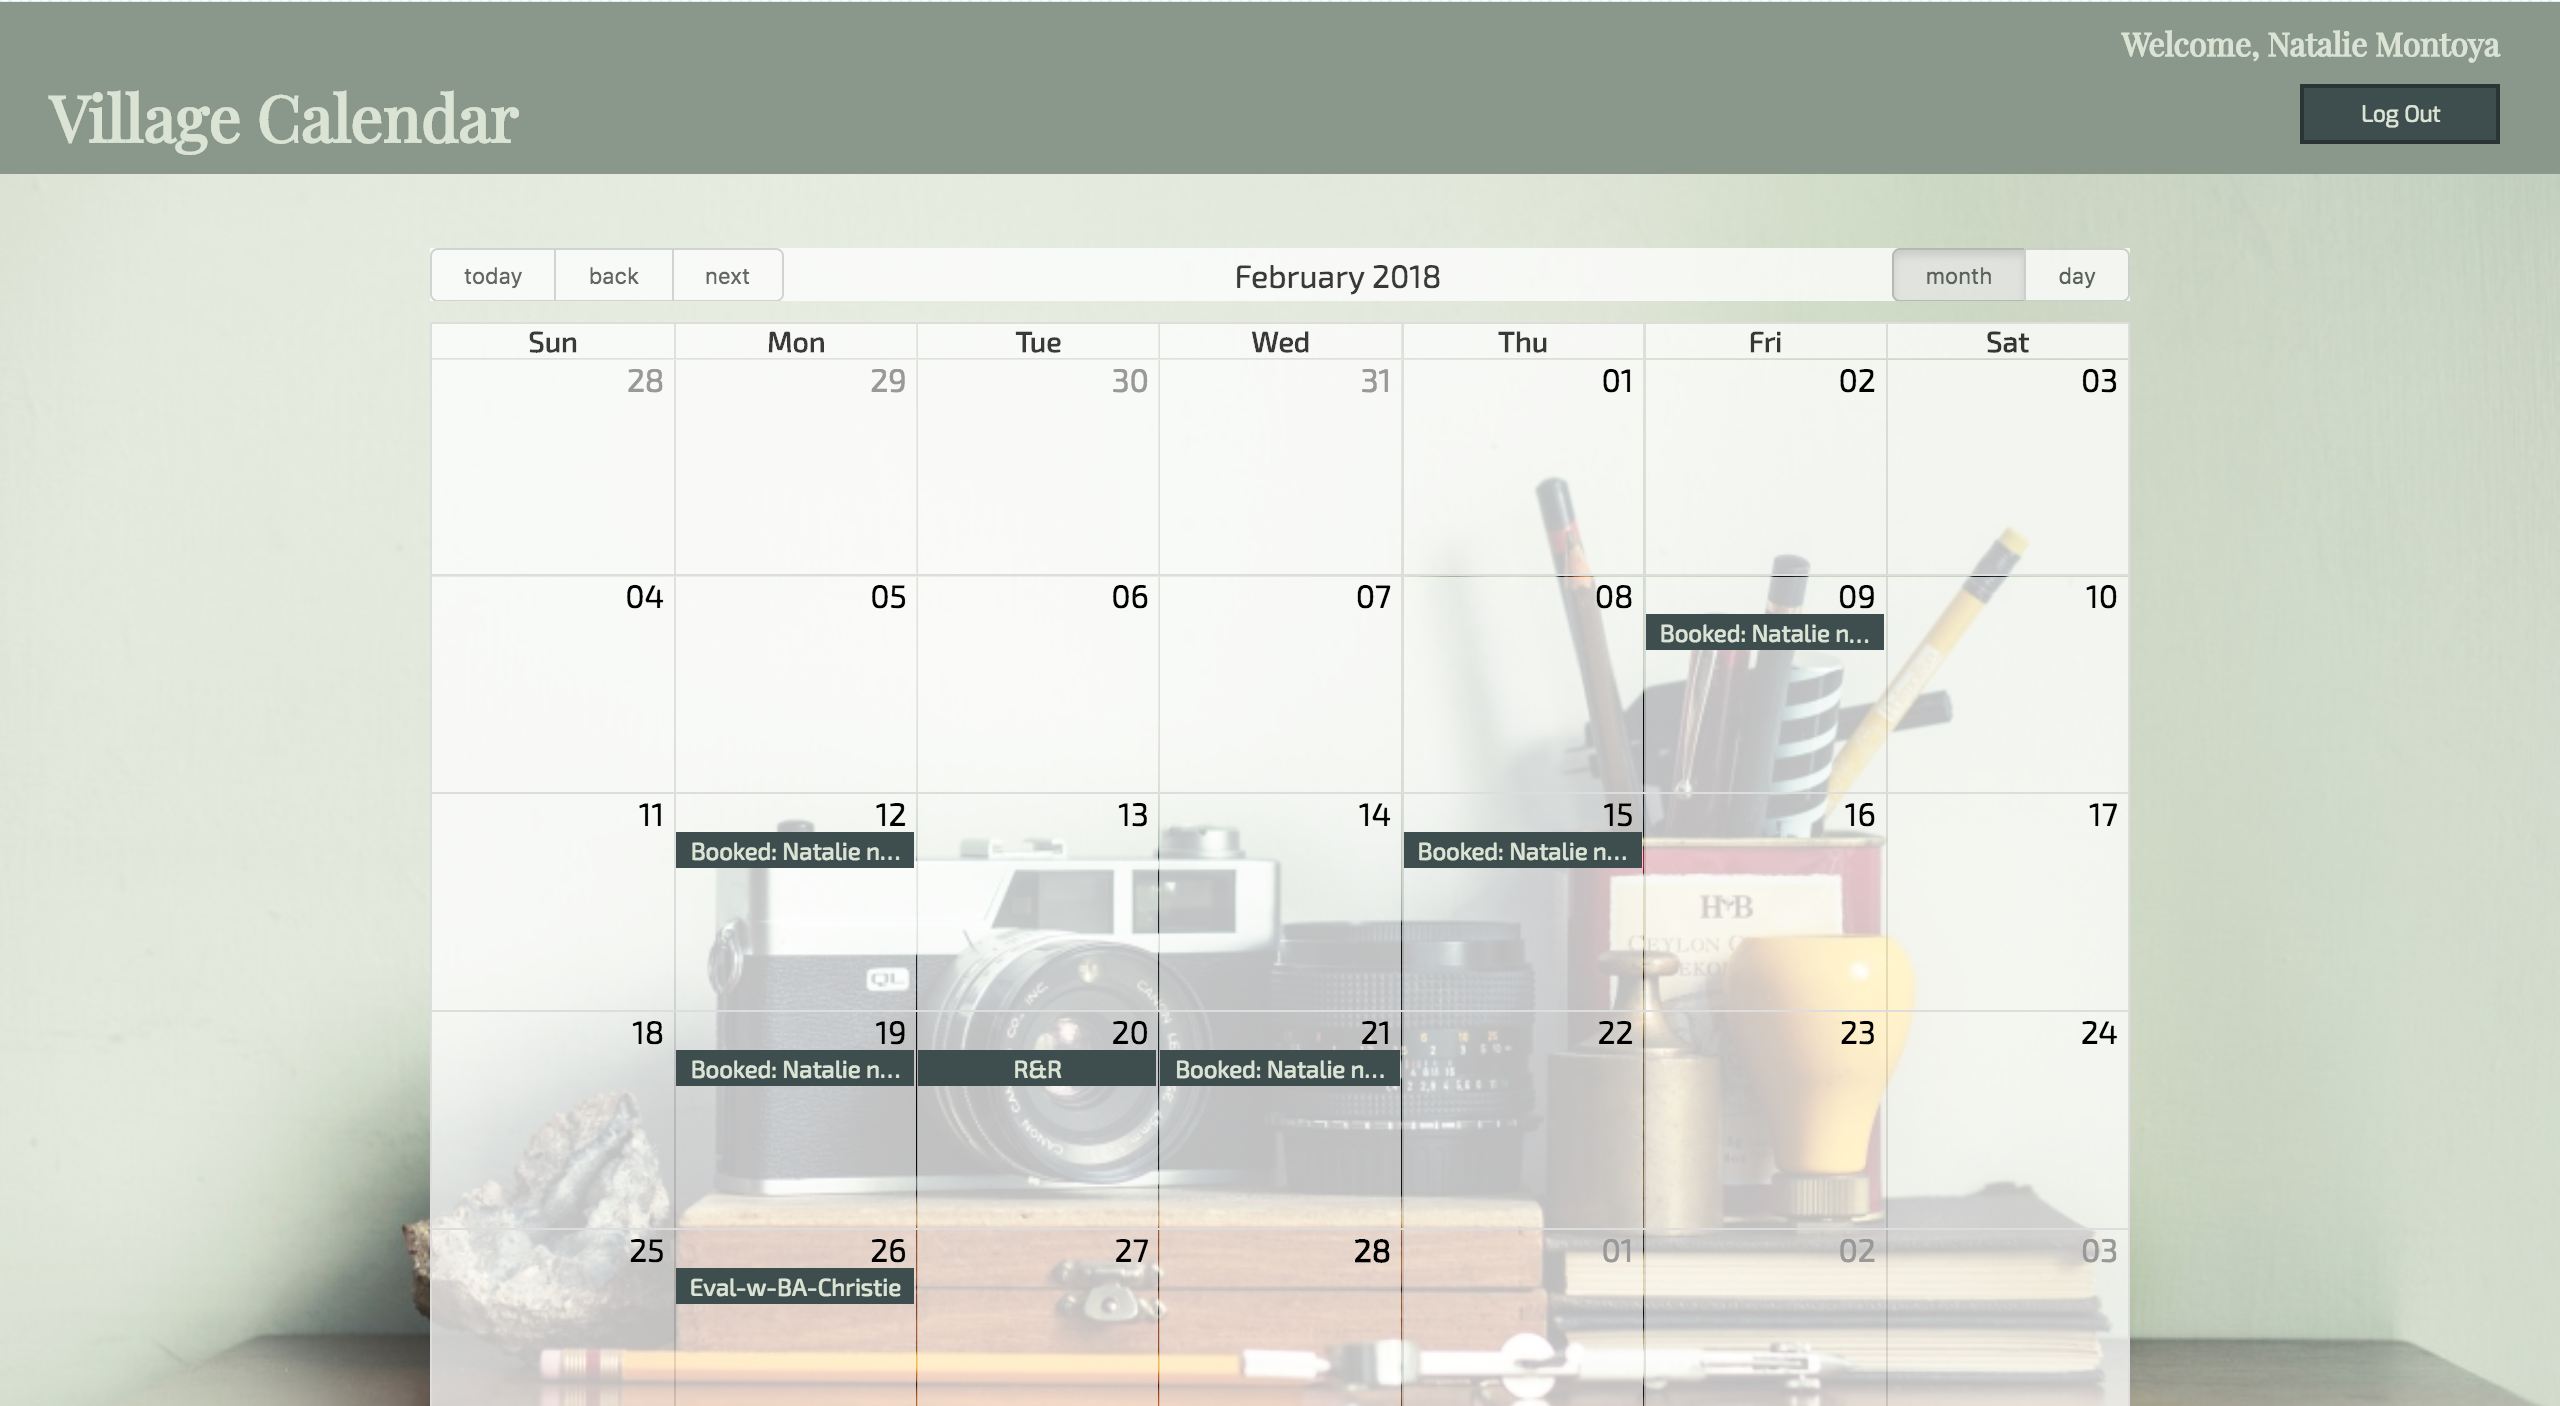 Welcome, Natalie Montoya
Village Calendar
Log Out
today back next February 2018 month day
Sun Mon Tue Wed Thu Fri Sat
28 29 30 31 01 02 03
04 05 06 07 08 09 10
Booked: Natalie n...
11 12 13 14 15 16 17
Booked: Natalie n... Booked: Natalie n...
H B
CEYLON
QL
18 19 20 21 22 23 24
Booked: Natalie n... R&R Booked: Natalie n...
CANON
25 26 27 28 01 02 03
Eval-w-BA-Christie